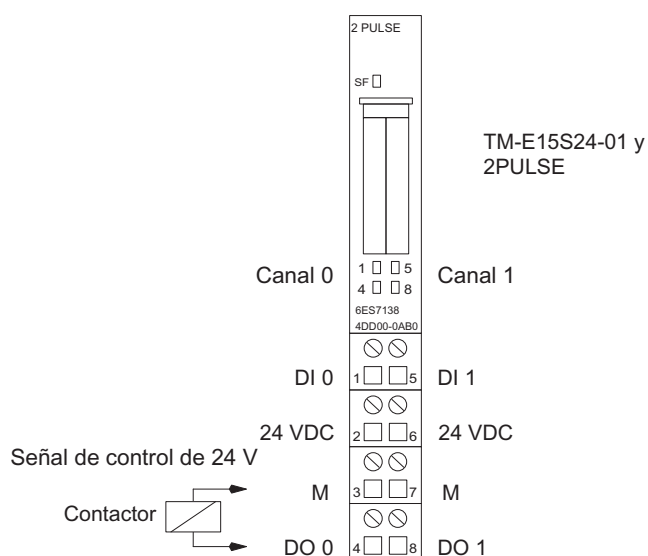 2 PULSE
SF
TM-E15S24-01 y
2PULSE
Canal 0
1 5
Canal 1
4 8
6ES7138
4DD00-0AB0
DI 0
1 5
DI 1
24 VDC
2 6
24 VDC
Señal de control de 24 V
M
3 7
M
Contactor
DO 0
4 8
DO 1